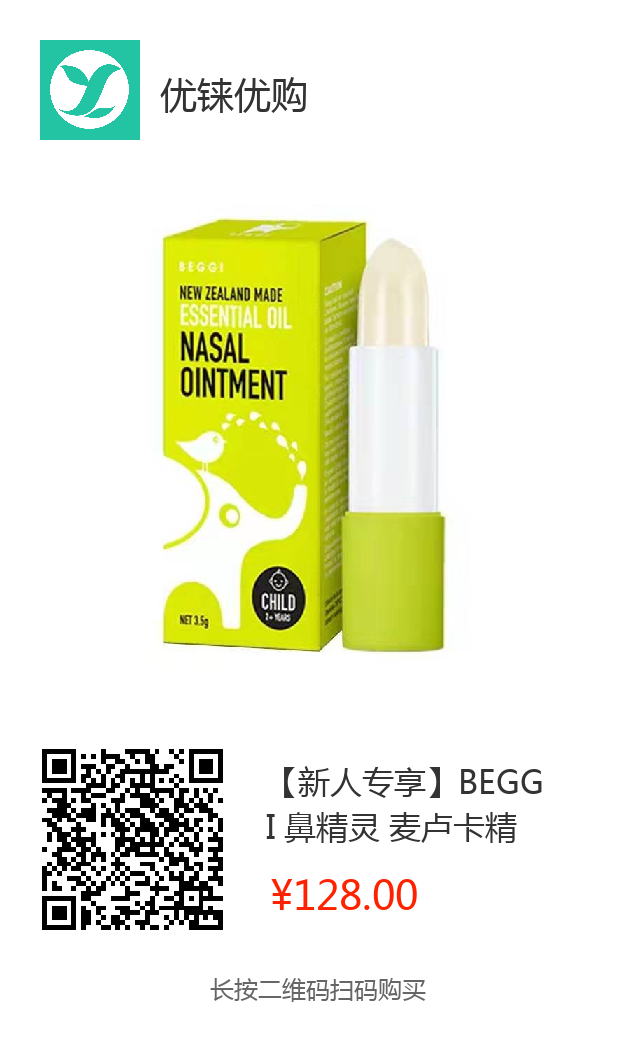 优铼优购
BEGGI
NEW ZEALAND MADE
ESSENTIAL OIL
NASAL
OINTMENT
CHILD
2+ YEARS
NET 3.5g
【新人专享】BEGG
I 鼻精灵 麦卢卡精
¥128.00
长按二维码扫码购买